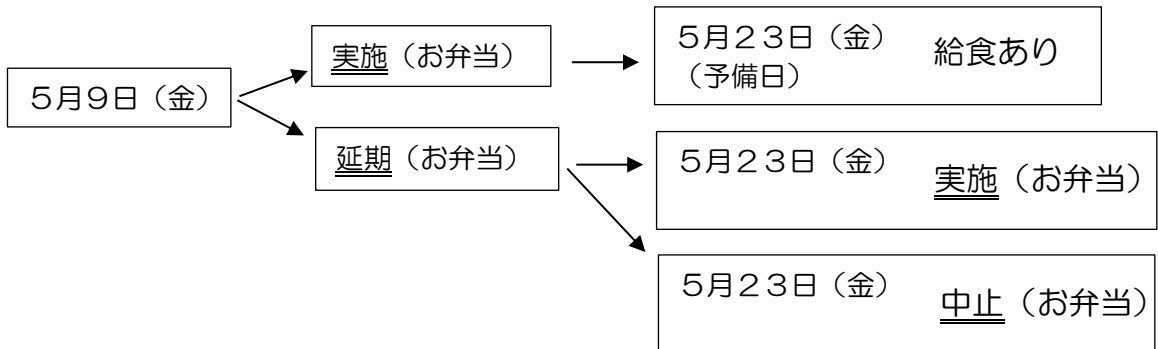 ５月９日（金）
実施（お弁当）
５月２３日（金）
（予備日）
給食あり
延期（お弁当）
５月２３日（金）
実施（お弁当）
５月２３日（金）
中止（お弁当）